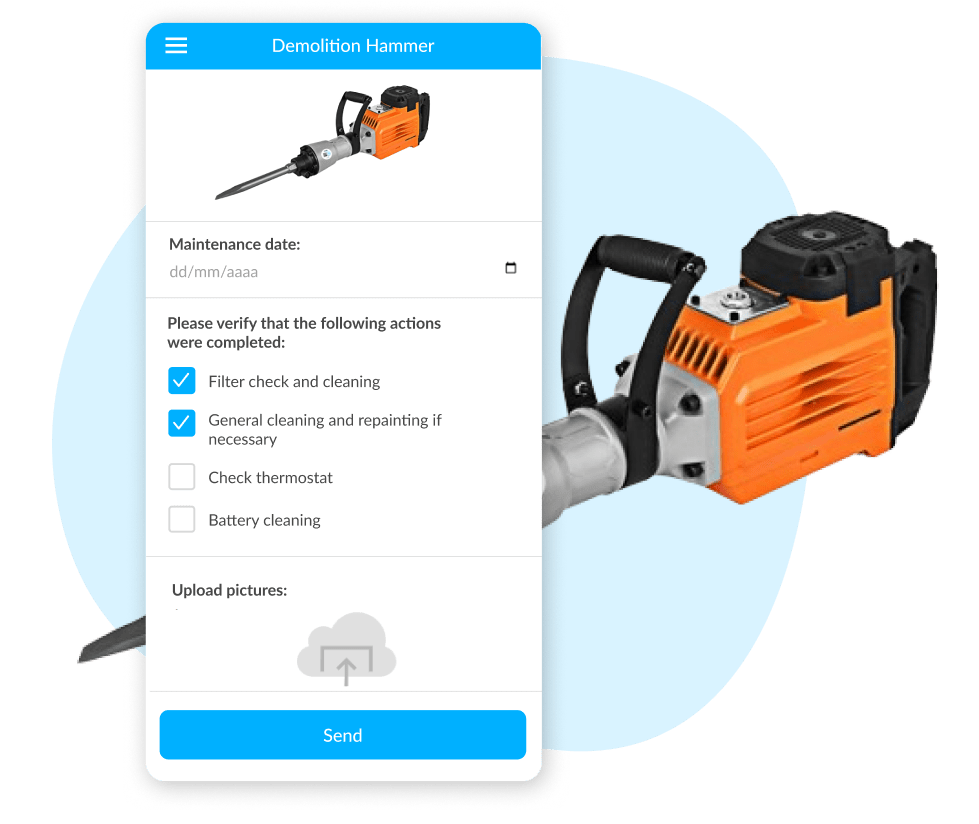 Demolition Hammer
Maintenance date:
dd/mm/aaaa
Please verify that the following actions
were completed:
Filter check and cleaning
General cleaning and repainting if
necessary
Check thermostat
Battery cleaning
Upload pictures:
Send